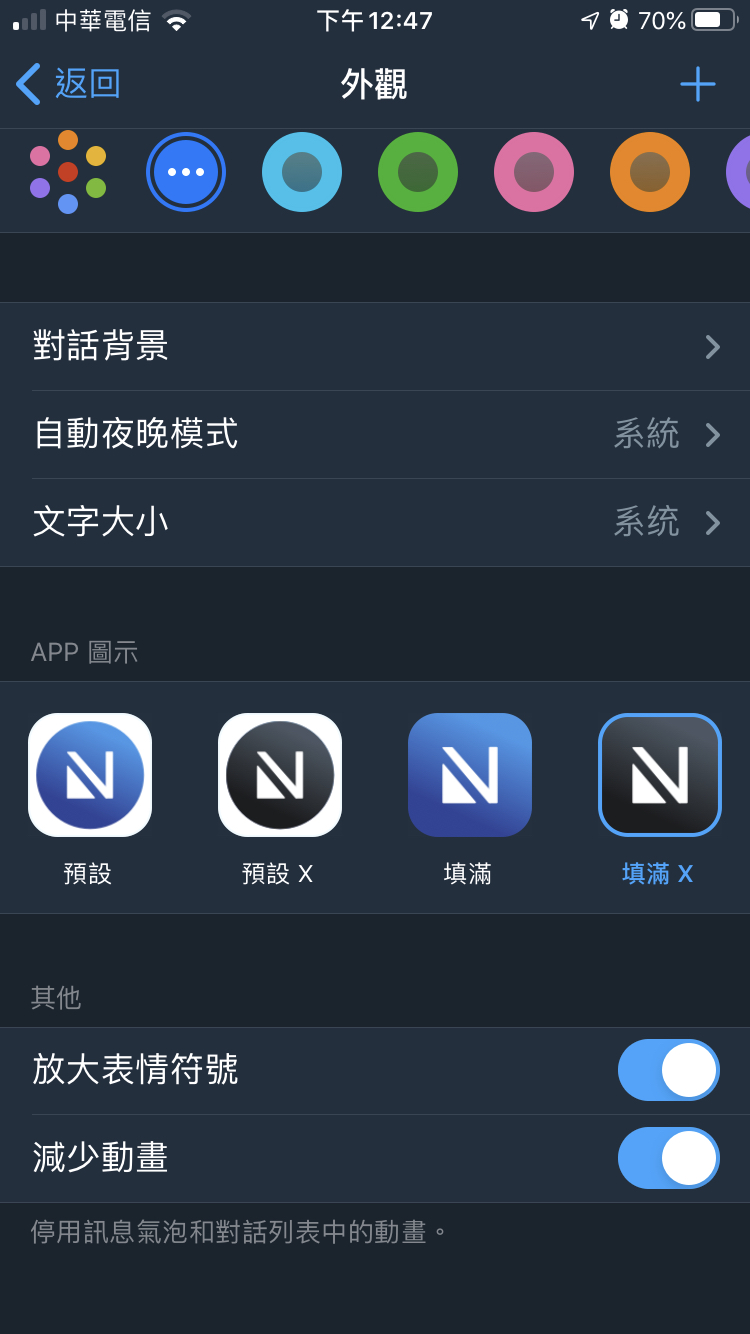 中華電信 下午12:47 70%
返回 外觀
對話背景
自動夜晚模式 系統
文字大小 系统
APP 圖示
預設 預設 X 填滿 填滿 X
其他
放大表情符號
減少動畫
停用訊息氣泡和對話列表中的動畫。